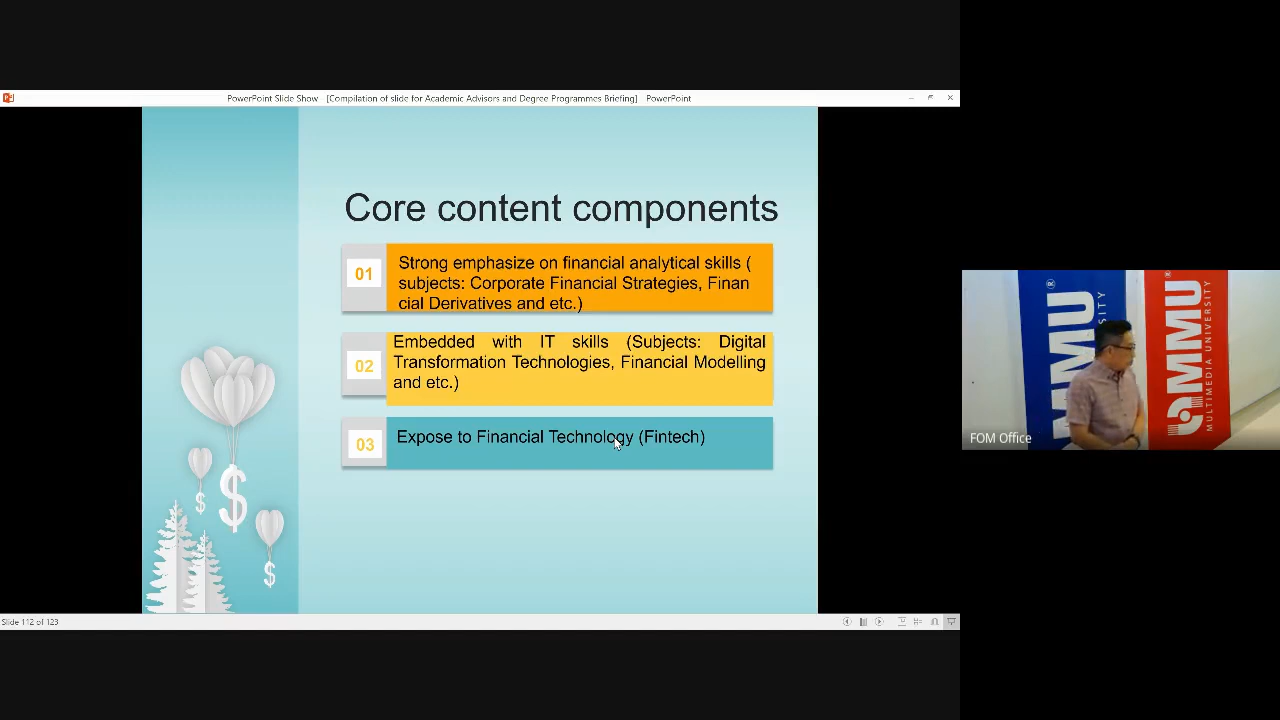 PowerPoint Slide Show - [Compilation of slide for Academic Advisors and Degree Programmes Briefing] - PowerPoint
Core content components
01
Strong emphasize on financial analytical skills (
subjects: Corporate Financial Strategies, Finan
cial Derivatives and etc.)
02
Embedded with IT skills (Subjects: Digital
Transformation Technologies, Financial Modelling
and etc.)
03
Expose to Financial Technology (Fintech)
$
$
$
Slide 112 of 123
MMU
MMU
MULTIMEDIA UNIVERSITY
FOM Office